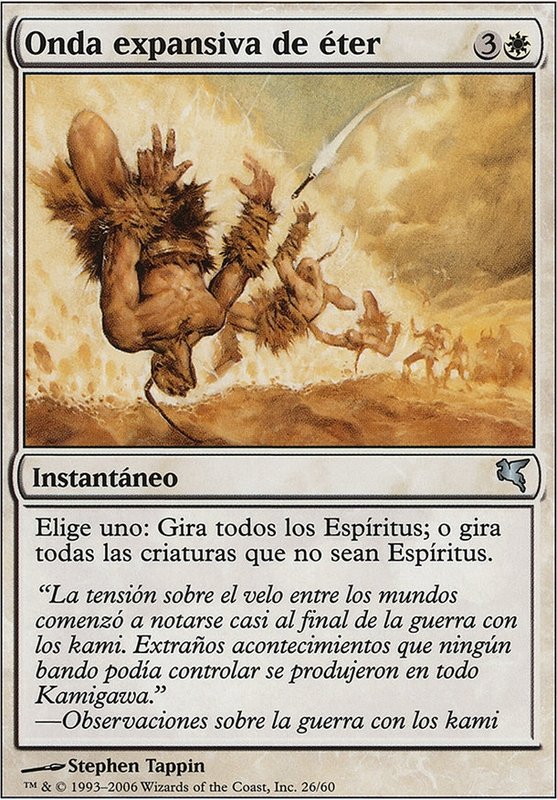 Onda expansiva de éter 3
Instantáneo
Elige uno: Gira todos los Espíritus; o gira
todas las criaturas que no sean Espíritus.
“La tensión sobre el velo entre los mundos
comenzó a notarse casi al final de la guerra con
los kami. Extraños acontecimientos que ningún
bando podía controlar se produjeron en todo
Kamigawa.”
—Observaciones sobre la guerra con los kami
Stephen Tappin
™ & © 1993–2006 Wizards of the Coast, Inc. 26/60